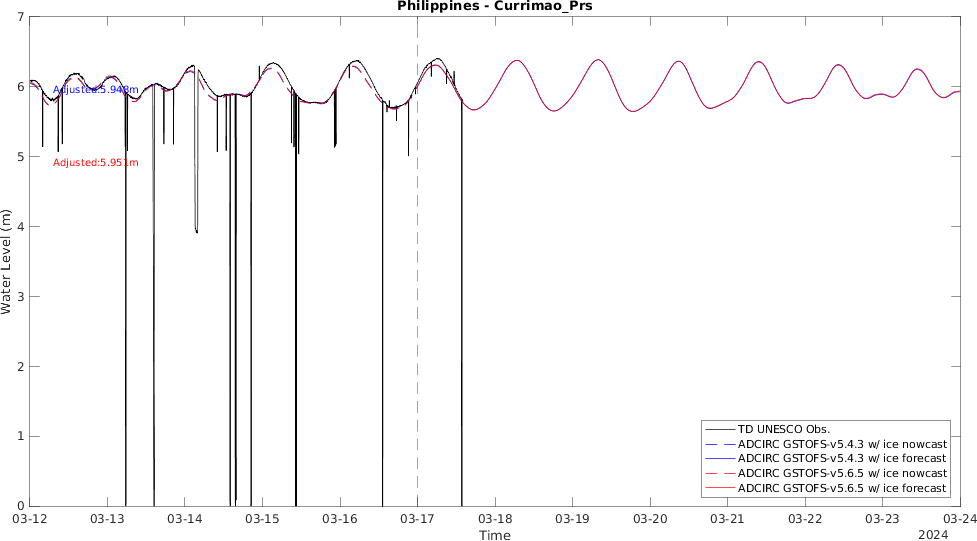 Philippines - Currimao_Prs
7
6
5
4
3
2
1
0
Water Level (m)
Adjusted:5.948m
Adjusted:5.951m
TD UNESCO Obs.
ADCIRC GSTOFS-v5.4.3 w/ ice nowcast
ADCIRC GSTOFS-v5.4.3 w/ ice forecast
ADCIRC GSTOFS-v5.6.5 w/ ice nowcast
ADCIRC GSTOFS-v5.6.5 w/ ice forecast
03-12 03-13 03-14 03-15 03-16 03-17 03-18 03-19 03-20 03-21 03-22 03-23 03-24
Time
2024